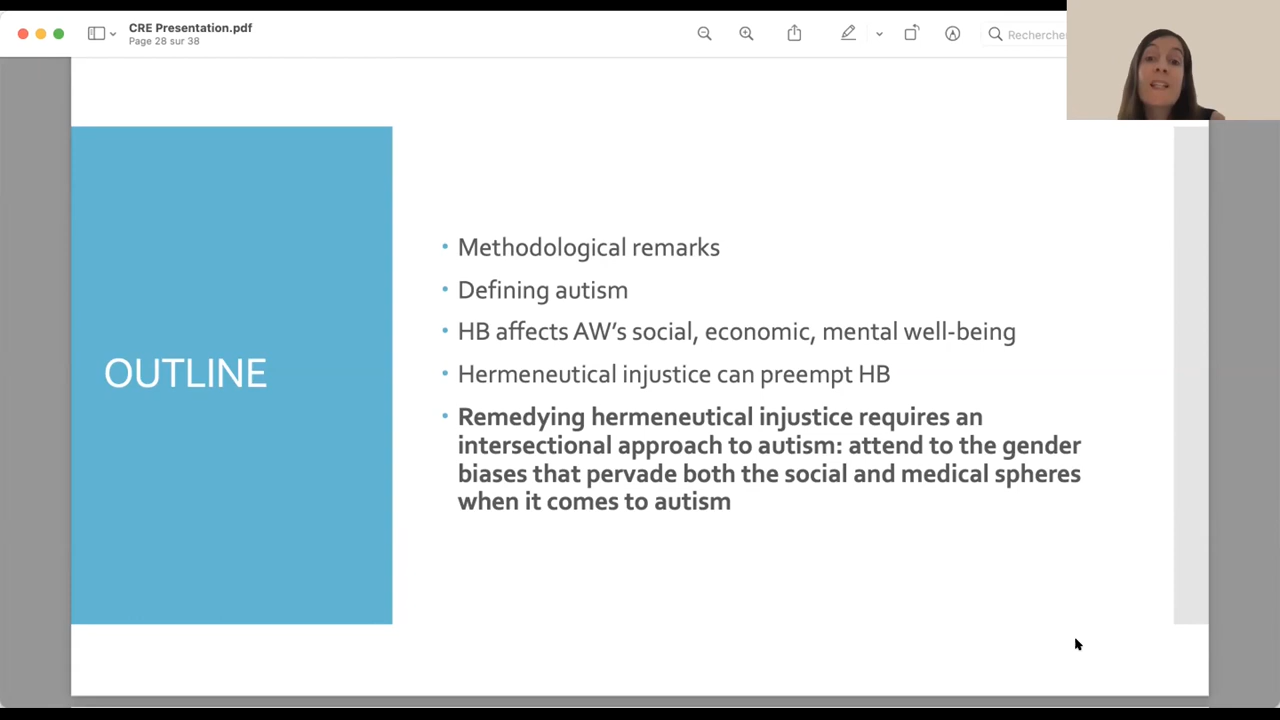 CRE Presentation.pdf
Page 28 sur 38
Recherche
OUTLINE
• Methodological remarks
• Defining autism
• HB affects AW's social, economic, mental well-being
• Hermeneutical injustice can preempt HB
• Remedying hermeneutical injustice requires an
intersectional approach to autism: attend to the gender
biases that pervade both the social and medical spheres
when it comes to autism